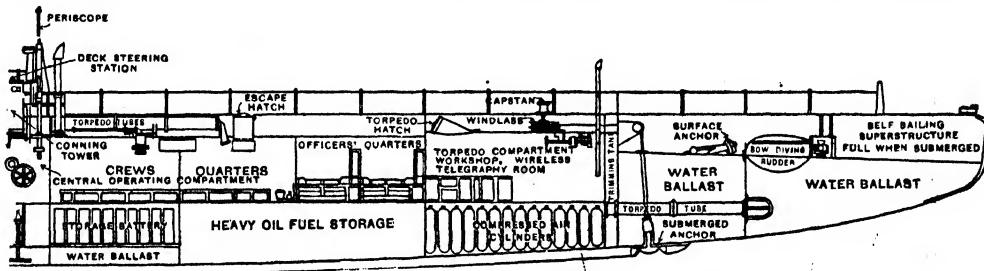 PERISCOPE
DECK STEERING
STATION
ESCAPE
HATCH
TORPEDO TUBES
CONNING
TOWER
CENTRAL OPERATING COMPARTMENT
CREWS QUARTERS
STORAGE BATTERY
WATER BALLAST
HEAVY OIL FUEL STORAGE
OFFICERS' QUARTERS
TORPEDO
HATCH
CAPSTAN
WINDLASS
TORPEDO COMPARTMENT
WORKSHOP, WIRELESS
TELEGRAPHY ROOM
COMPRESSED AIR
CYLINDERS
TRIMMING TANK
TORPEDO TUBE
SURFACE
ANCHOR
WATER
BALLAST
SUBMERGED
ANCHOR
BOW DIVING
RUDDER
SELF BAILING
SUPERSTRUCTURE
FULL WHEN SUBMERGED
WATER BALLAST